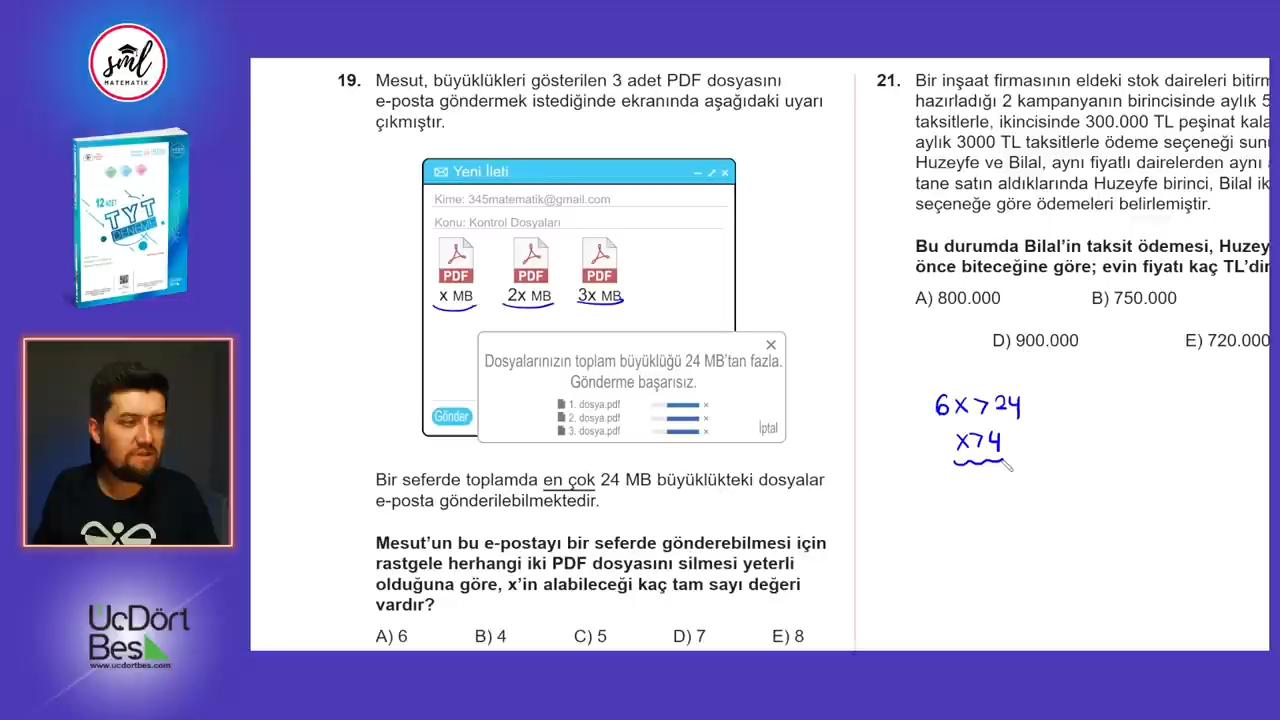 sml
MATEMATİK
12 ADET
TYT
DENEME
ÜçDört
Beş
www.ucdortbes.com
19. Mesut, büyüklükleri gösterilen 3 adet PDF dosyasını
e-posta göndermek istediğinde ekranında aşağıdaki uyarı
çıkmıştır.
Yeni İleti
Kime: 345matematik@gmail.com
Konu: Kontrol Dosyaları
PDF PDF PDF
x MB 2x MB 3x MB
Dosyalarınızın toplam büyüklüğü 24 MB'tan fazla.
Gönderme başarısız.
1. dosya.pdf
2. dosya.pdf
3. dosya.pdf
Gönder
İptal
Bir seferde toplamda en çok 24 MB büyüklükteki dosyalar
e-posta gönderilebilmektedir.
Mesut'un bu e-postayı bir seferde gönderebilmesi için
rastgele herhangi iki PDF dosyasını silmesi yeterli
olduğuna göre, x'in alabileceği kaç tam sayı değeri
vardır?
A) 6 B) 4 C) 5 D) 7 E) 8
21. Bir inşaat firmasının eldeki stok daireleri bitirm
hazırladığı 2 kampanyanın birincisinde aylık 5
taksitlerle, ikincisinde 300.000 TL peşinat kala
aylık 3000 TL taksitlerle ödeme seçeneği sun
Huzeyfe ve Bilal, aynı fiyatlı dairelerden aynı
tane satın aldıklarında Huzeyfe birinci, Bilal ik
seçeneğe göre ödemeleri belirlemiştir.
Bu durumda Bilal'in taksit ödemesi, Huzey
önce biteceğine göre; evin fiyatı kaç TL'dir
A) 800.000 B) 750.000
D) 900.000 E) 720.000
6x > 24
x > 4